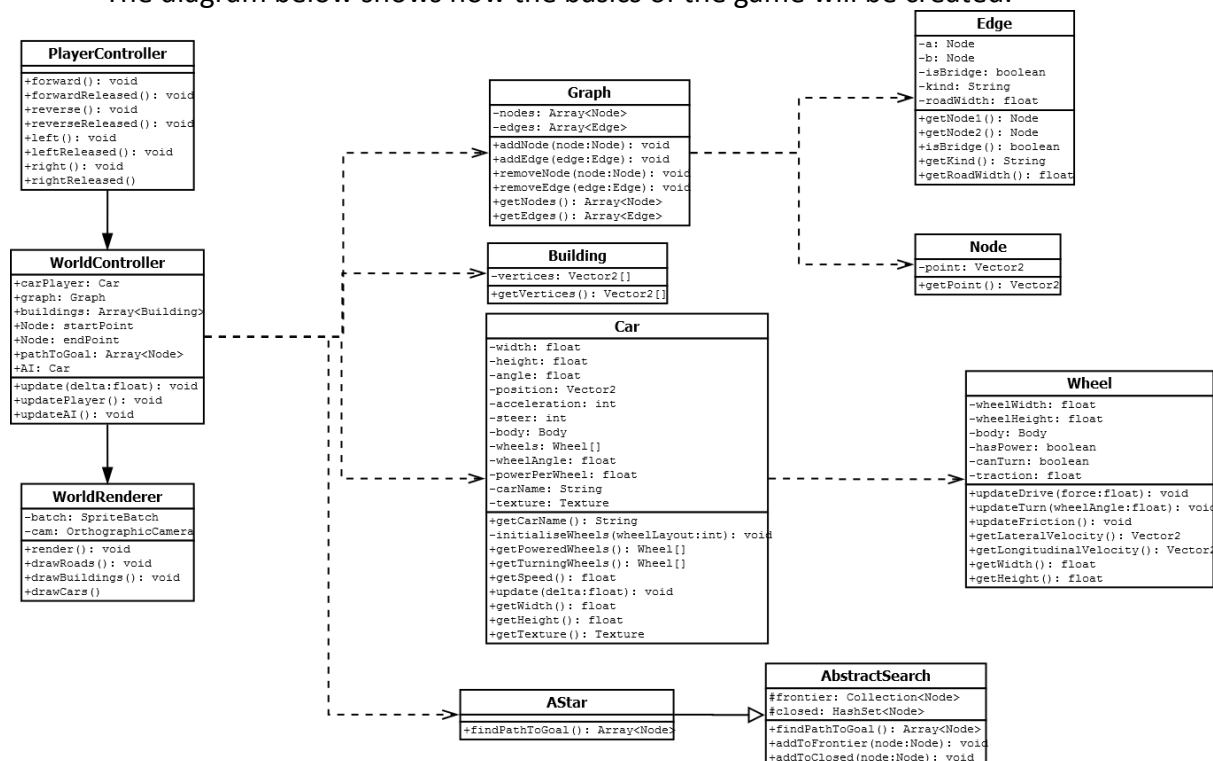 The diagram below shows how the basics of the game will be created.
PlayerController
+forward(): void
+forwardReleased(): void
+reverse(): void
+reverseReleased(): void
+left(): void
+leftReleased(): void
+right(): void
+rightReleased()
WorldController
+carPlayer: Car
+graph: Graph
+buildings: Array<Building>
+Node: startPoint
+Node: endPoint
+pathToGoal: Array<Node>
+AI: Car
+update(delta:float): void
+updatePlayer(): void
+updateAI(): void
WorldRenderer
-batch: SpriteBatch
-cam: OrthographicCamera
+render(): void
+drawRoads(): void
+drawBuildings(): void
+drawCars()
Graph
-nodes: Array<Node>
-edges: Array<Edge>
+addNode(node:Node): void
+addEdge(edge:Edge): void
+removeNode(node:Node): void
+removeEdge(edge:Edge): void
+getNodes(): Array<Node>
+getEdges(): Array<Edge>
Building
-vertices: Vector2[]
+getVertices(): Vector2[]
Car
-width: float
-height: float
-angle: float
-position: Vector2
-acceleration: int
-steer: int
-body: Body
-wheels: Wheel[]
-wheelAngle: float
-powerPerWheel: float
-carName: String
-texture: Texture
+getCarName(): String
-initialiseWheels(wheelLayout:int): void
+getPoweredWheels(): Wheel[]
+getTurningWheels(): Wheel[]
+getSpeed(): float
+update(delta:float): void
+getWidth(): float
+getHeight(): float
+getTexture(): Texture
AStar
+findPathToGoal(): Array<Node>
Edge
-a: Node
-b: Node
-isBridge: boolean
-kind: String
-roadWidth: float
+getNode1(): Node
+getNode2(): Node
+isBridge(): boolean
+getKind(): String
+getRoadWidth(): float
Node
-point: Vector2
+getPoint(): Vector2
Wheel
-wheelWidth: float
-wheelHeight: float
-body: Body
-hasPower: boolean
-canTurn: boolean
-traction: float
+updateDrive(force:float): void
+updateTurn(wheelAngle:float): void
+updateFriction(): void
+getLateralVelocity(): Vector2
+getLongitudinalVelocity(): Vector2
+getWidth(): float
+getHeight(): float
AbstractSearch
#frontier: Collection<Node>
#closed: HashSet<Node>
+findPathToGoal(): Array<Node>
+addToFrontier(node:Node): void
+addToClosed(node:Node): void